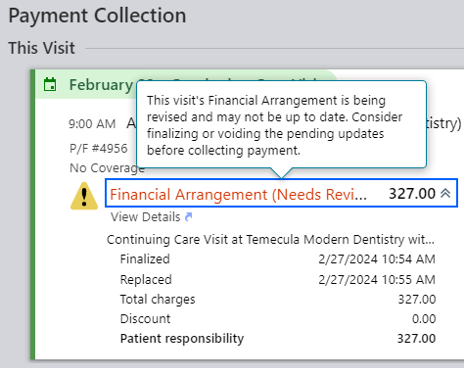 Payment Collection
This Visit
February
This visit's Financial Arrangement is being
revised and may not be up to date. Consider
finalizing or voiding the pending updates
before collecting payment.
9:00 AM
tistry)
P/F #4956
No Coverage
Financial Arrangement (Needs Revi... 327.00
View Details
Continuing Care Visit at Temecula Modern Dentistry wit...
Finalized 2/27/2024 10:54 AM
Replaced 2/27/2024 10:55 AM
Total charges 327.00
Discount 0.00
Patient responsibility 327.00